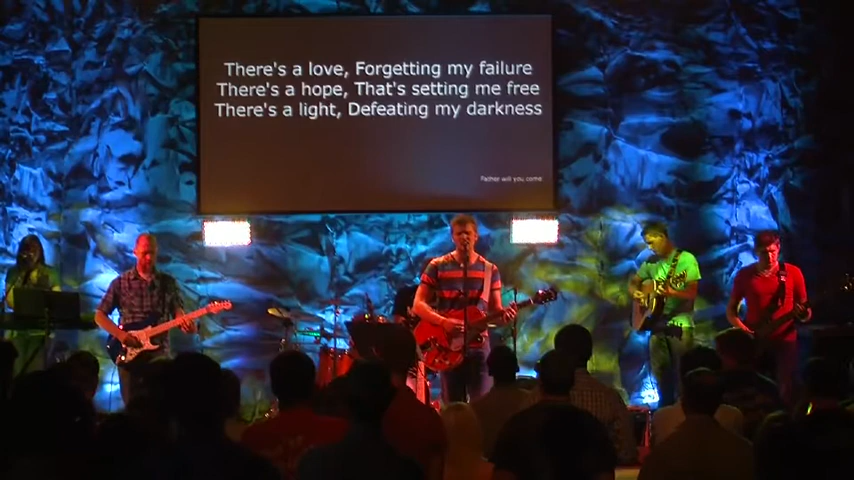 There's a love, Forgetting my failure
There's a hope, That's setting me free
There's a light, Defeating my darkness
Father will you come